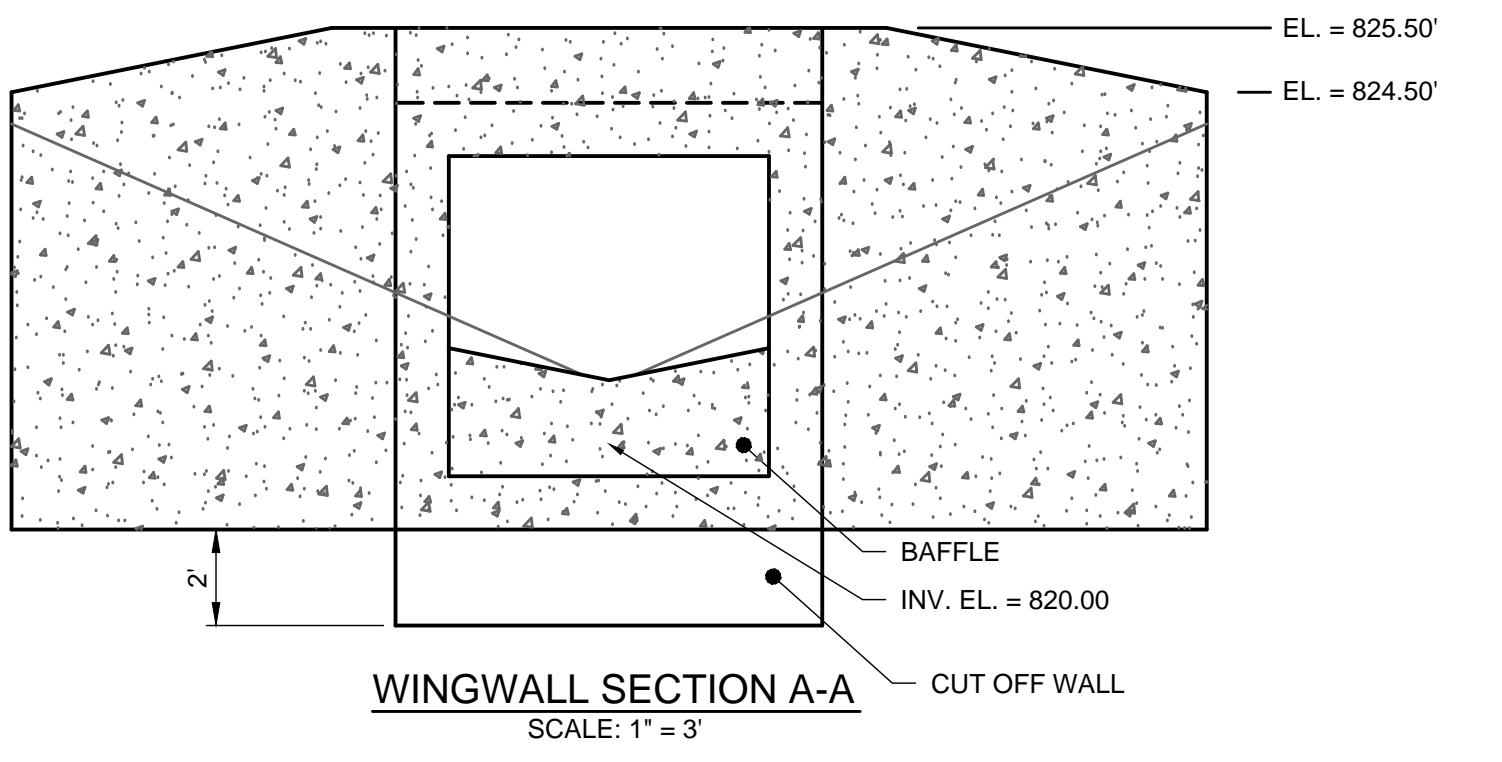 EL. = 825.50'
EL. = 824.50'
2'
BAFFLE
INV. EL. = 820.00
CUT OFF WALL
WINGWALL SECTION A-A
SCALE: 1" = 3'